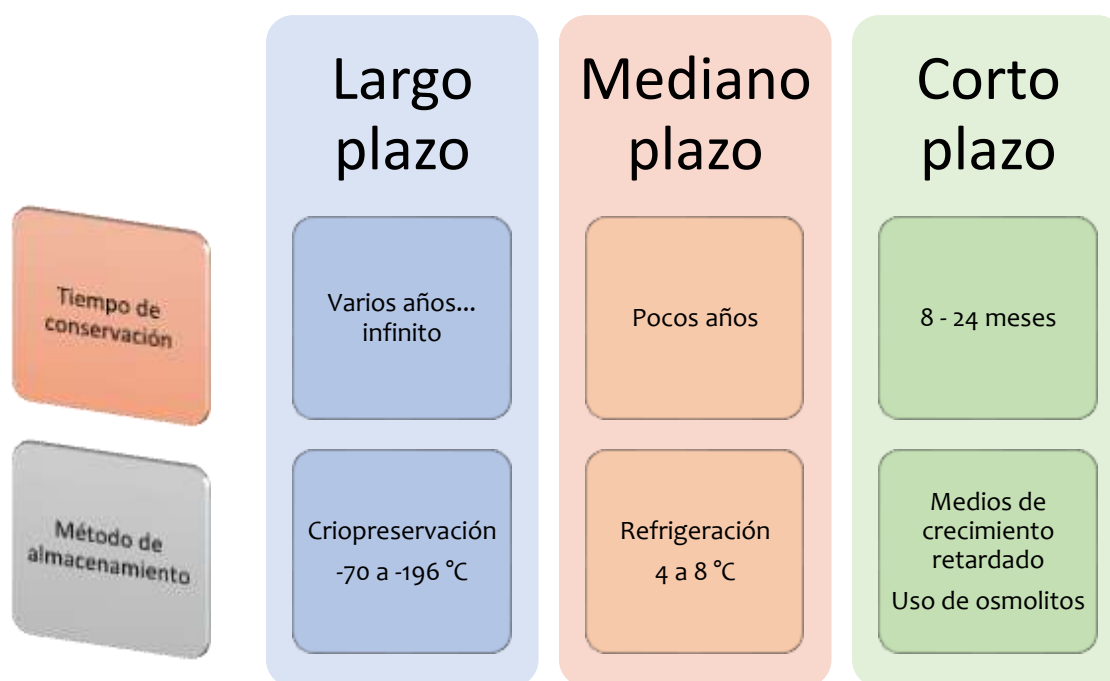 Largo
plazo
Mediano
plazo
Corto
plazo
Tiempo de
conservación
Varios años...
infinito
Pocos años
8 - 24 meses
Método de
almacenamiento
Criopreservación
-70 a -196 °C
Refrigeración
4 a 8 °C
Medios de
crecimiento
retardado
Uso de osmolitos